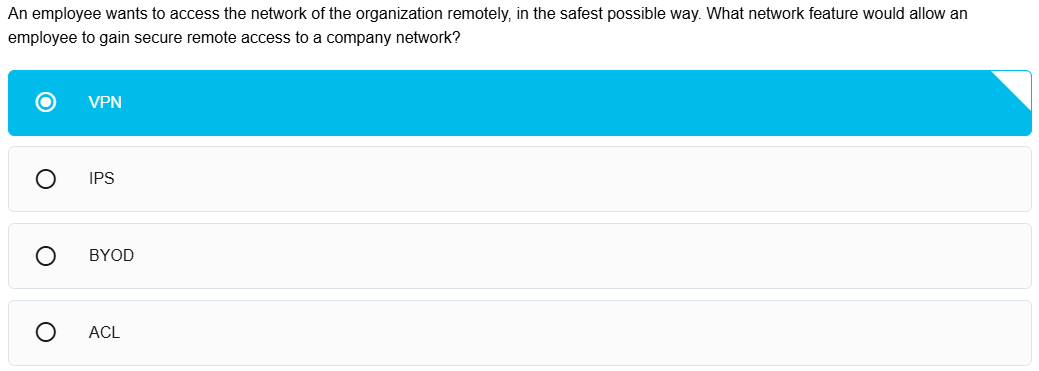 An employee wants to access the network of the organization remotely, in the safest possible way. What network feature would allow an
employee to gain secure remote access to a company network?
VPN
IPS
BYOD
ACL